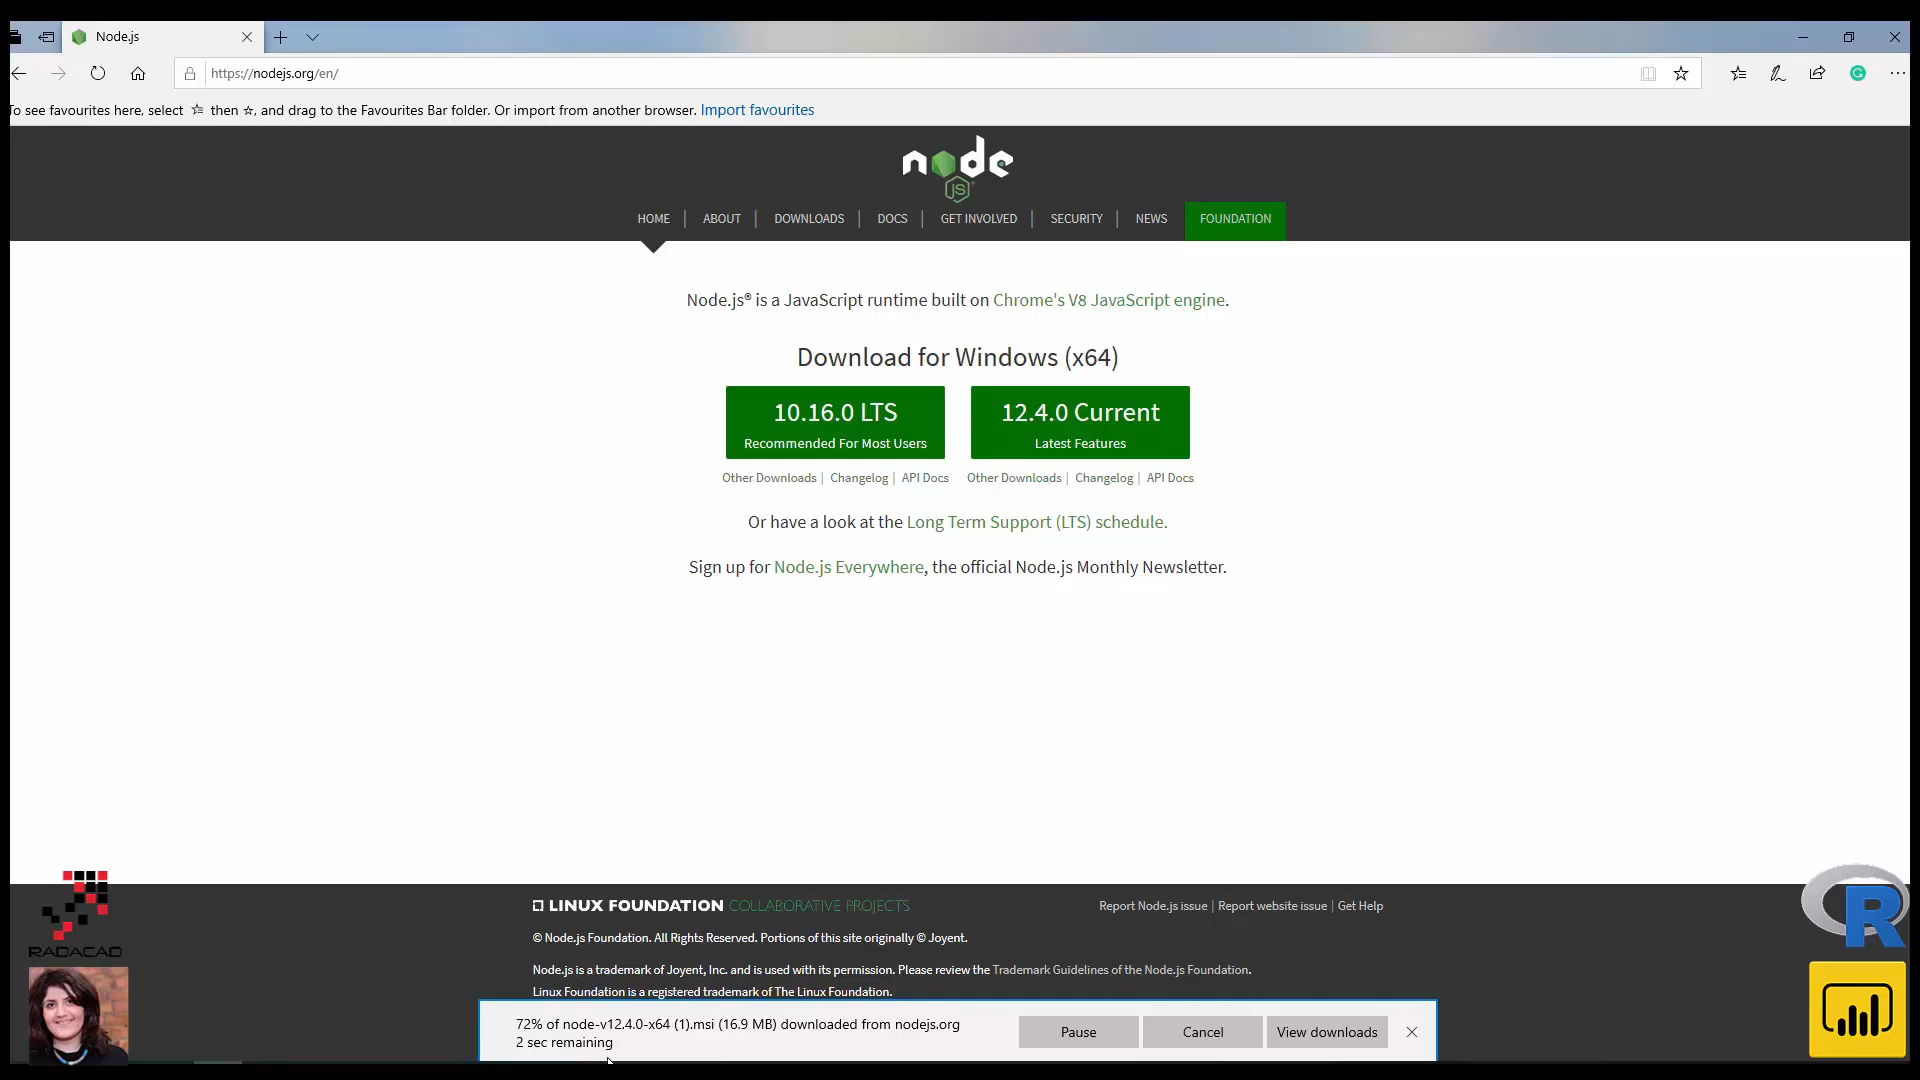 Node.js
https://nodejs.org/en/
To see favourites here, select then , and drag to the Favourites Bar folder. Or import from another browser. Import favourites
node
JS
HOME | ABOUT | DOWNLOADS | DOCS | GET INVOLVED | SECURITY | NEWS FOUNDATION
Node.js® is a JavaScript runtime built on Chrome's V8 JavaScript engine.
Download for Windows (x64)
10.16.0 LTS
Recommended For Most Users
12.4.0 Current
Latest Features
Other Downloads | Changelog | API Docs
Other Downloads | Changelog | API Docs
Or have a look at the Long Term Support (LTS) schedule.
Sign up for Node.js Everywhere, the official Node.js Monthly Newsletter.
LINUX FOUNDATION COLLABORATIVE PROJECTS
Report Node.js issue | Report website issue | Get Help
© Node.js Foundation. All Rights Reserved. Portions of this site originally © Joyent.
Node.js is a trademark of Joyent, Inc. and is used with its permission. Please review the Trademark Guidelines of the Node.js Foundation.
Linux Foundation is a registered trademark of The Linux Foundation.
72% of node-v12.4.0-x64 (1).msi (16.9 MB) downloaded from nodejs.org
2 sec remaining
Pause
Cancel
View downloads
RADACAD
R
G